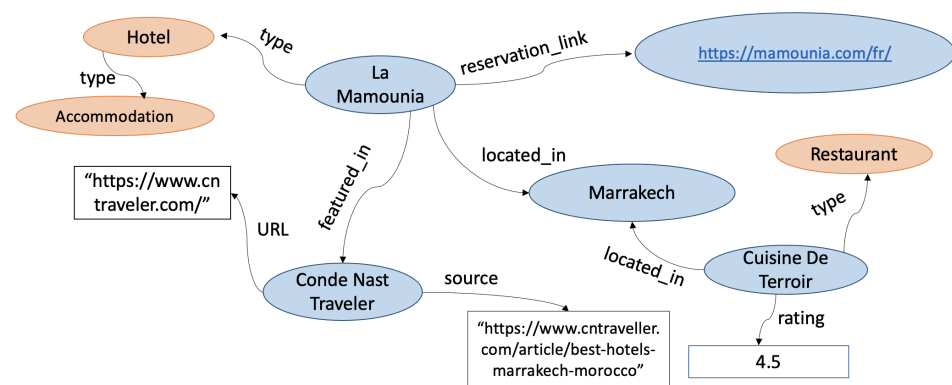 Hotel
type
reservation_link
https://mamounia.com/fr/
La
Mamounia
type
Accommodation
featured_in
located_in
Restaurant
“https://www.cn
traveler.com/”
Marrakech
type
URL
located_in
Cuisine De
Terroir
Conde Nast
Traveler
source
rating
“https://www.cntraveller.
com/article/best-hotels-
marrakech-morocco”
4.5